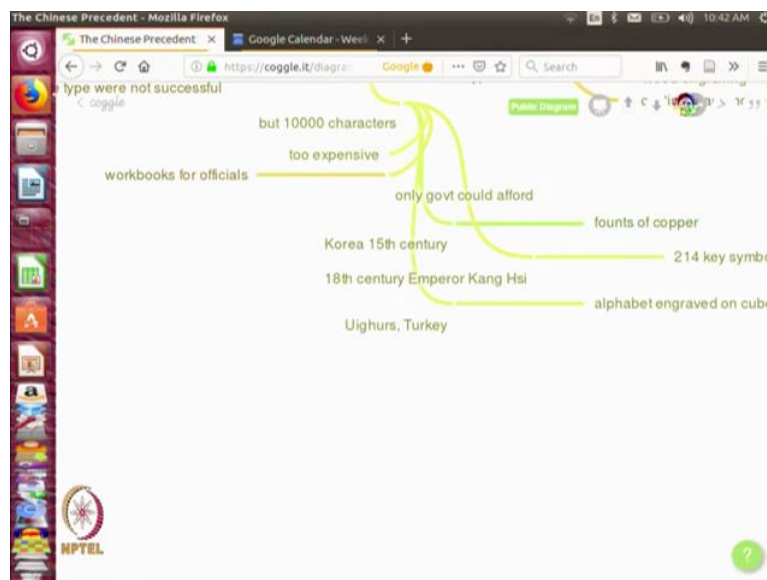 The Chinese Precedent - Mozilla Firefox
En
10:42 AM
The Chinese Precedent
Google Calendar - Week
https://coggle.it/diagra
Google
Search
type were not successful
coggle
Public Diagram
but 10000 characters
too expensive
workbooks for officials
only govt could afford
founts of copper
Korea 15th century
214 key symbo
18th century Emperor Kang Hsi
alphabet engraved on cube
Uighurs, Turkey
NPTEL
?